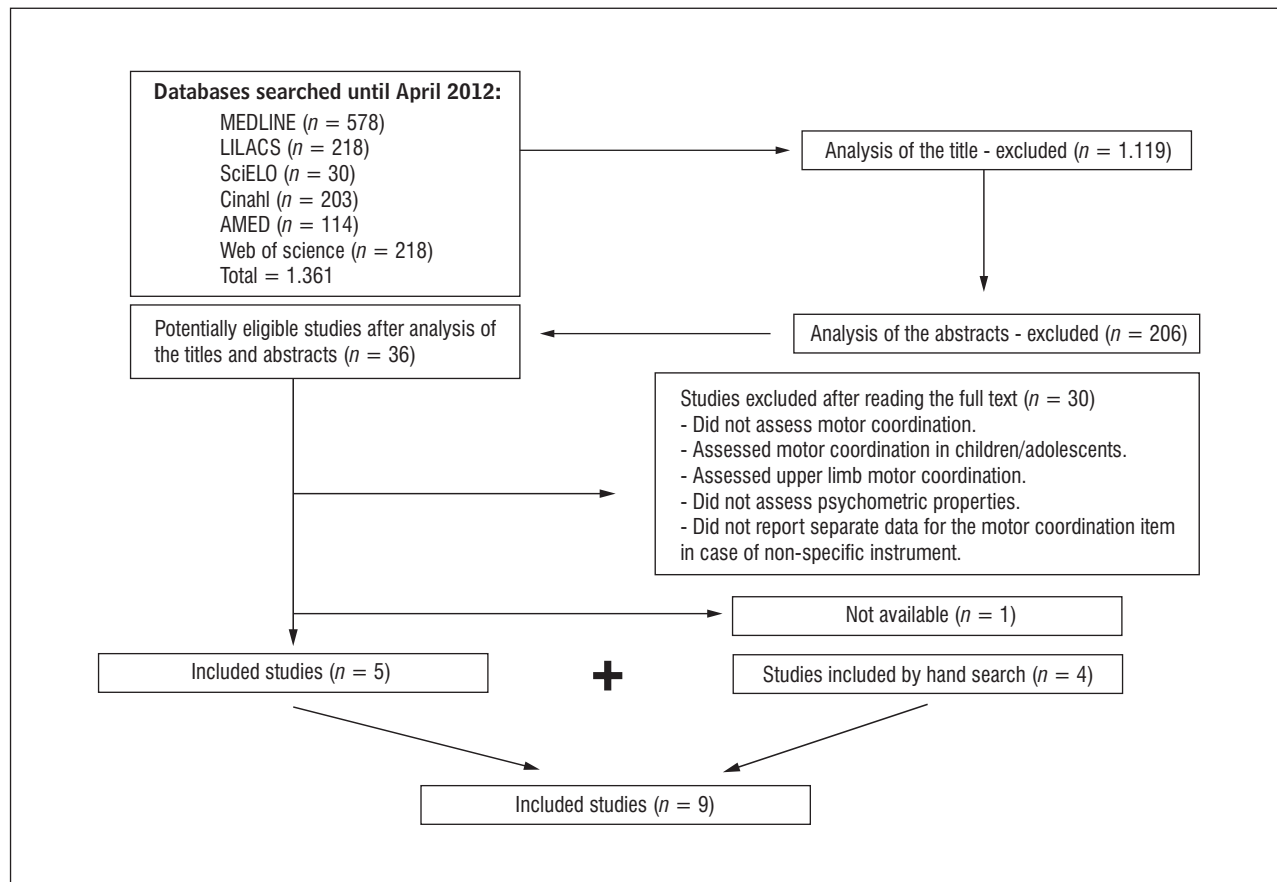 Databases searched until April 2012:
MEDLINE (n = 578)
LILACS (n = 218)
SciELO (n = 30)
Cinahl (n = 203)
AMED (n = 114)
Web of science (n = 218)
Total = 1.361
Analysis of the title - excluded (n = 1.119)
Analysis of the abstracts - excluded (n = 206)
Potentially eligible studies after analysis of
the titles and abstracts (n = 36)
Studies excluded after reading the full text (n = 30)
- Did not assess motor coordination.
- Assessed motor coordination in children/adolescents.
- Assessed upper limb motor coordination.
- Did not assess psychometric properties.
- Did not report separate data for the motor coordination item
in case of non-specific instrument.
Not available (n = 1)
Included studies (n = 5)
+
Studies included by hand search (n = 4)
Included studies (n = 9)